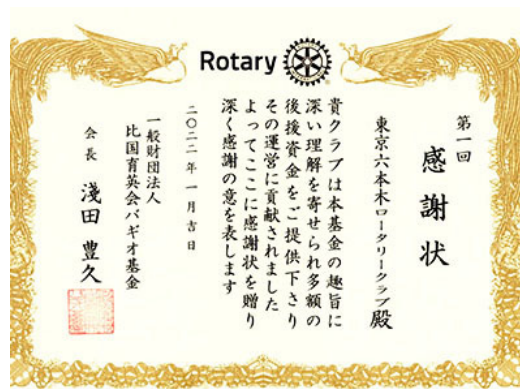 Rotary
第一回
感謝状
東京六本木ロータリークラブ殿
貴クラブは本基金の趣旨に
深い理解を寄せられ多額の
後援資金をご提供下さり
その運営に貢献されました
よってここに感謝状を贈り
深く感謝の意を表します
二〇二二年一月吉日
一般財団法人
比国育英会バギオ基金
会長 淺田豊久